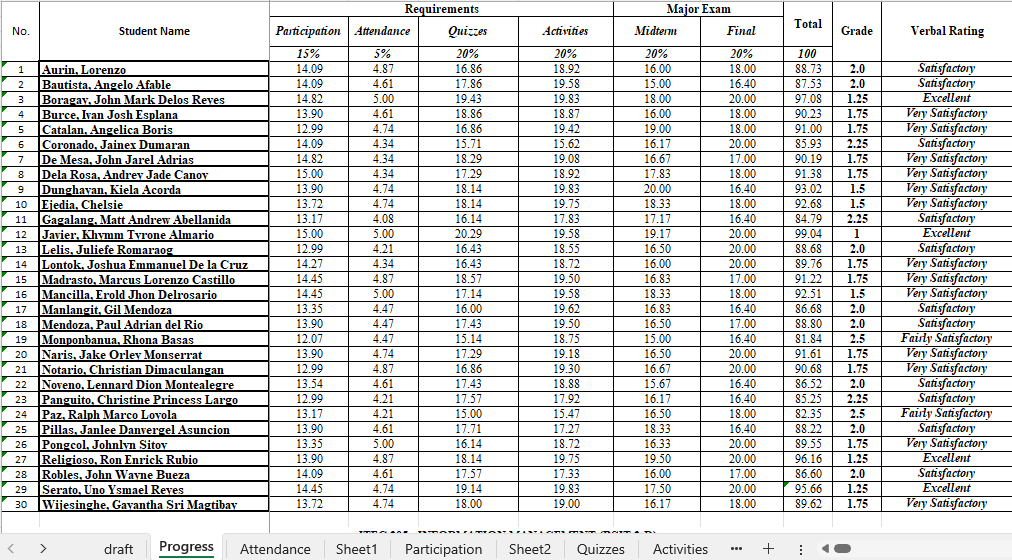 Requirements Major Exam
No. Student Name Participation Attendance Quizzes Activities Midterm Final Total Grade Verbal Rating
15% 5% 20% 20% 20% 20% 100
1 Aurin, Lorenzo 14.09 4.87 16.86 18.92 16.00 18.00 88.73 2.0 Satisfactory
2 Bautista, Angelo Afable 14.09 4.61 17.86 19.58 15.00 16.40 87.53 2.0 Satisfactory
3 Boragay, John Mark Delos Reyes 14.82 5.00 19.43 19.83 18.00 20.00 97.08 1.25 Excellent
4 Burce, Ivan Josh Esplana 13.90 4.61 18.86 18.87 16.00 18.00 90.23 1.75 Very Satisfactory
5 Catalan, Angelica Boris 12.99 4.74 16.86 19.42 19.00 18.00 91.00 1.75 Very Satisfactory
6 Coronado, Jainex Dumaran 14.09 4.34 15.71 15.62 16.17 20.00 85.93 2.25 Satisfactory
7 De Mesa, John Jarel Adrias 14.82 4.34 18.29 19.08 16.67 17.00 90.19 1.75 Very Satisfactory
8 Dela Rosa, Andrey Jade Canoy 15.00 4.34 17.29 18.92 17.83 18.00 91.38 1.75 Very Satisfactory
9 Dunghayan, Kiela Acorda 13.90 4.74 18.14 19.83 20.00 16.40 93.02 1.5 Very Satisfactory
10 Ejedia, Chelsie 13.72 4.74 18.14 19.75 18.33 18.00 92.68 1.5 Very Satisfactory
11 Gagalang, Matt Andrew Abellanida 13.17 4.08 16.14 17.83 17.17 16.40 84.79 2.25 Satisfactory
12 Javier, Khymm Tyrone Almario 15.00 5.00 20.29 19.58 19.17 20.00 99.04 1 Excellent
13 Lelis, Juliefe Romaraog 12.99 4.21 16.43 18.55 16.50 20.00 88.68 2.0 Satisfactory
14 Lontok, Joshua Emmanuel De la Cruz 14.27 4.34 16.43 18.72 16.00 20.00 89.76 1.75 Very Satisfactory
15 Madrasto, Marcus Lorenzo Castillo 14.45 4.87 18.57 19.50 16.83 17.00 91.22 1.75 Very Satisfactory
16 Mancilla, Erold Jhon Delrosario 14.45 5.00 17.14 19.58 18.33 18.00 92.51 1.5 Very Satisfactory
17 Manlangit, Gil Mendoza 13.35 4.47 16.00 19.62 16.83 16.40 86.68 2.0 Satisfactory
18 Mendoza, Paul Adrian del Rio 13.90 4.47 17.43 19.50 16.50 17.00 88.80 2.0 Satisfactory
19 Monponbanua, Rhona Basas 12.07 4.47 15.14 18.75 15.00 16.40 81.84 2.5 Fairly Satisfactory
20 Naris, Jake Orley Monserrat 13.90 4.74 17.29 19.18 16.50 20.00 91.61 1.75 Very Satisfactory
21 Notario, Christian Dimaculangan 12.99 4.87 16.86 19.30 16.67 20.00 90.68 1.75 Very Satisfactory
22 Noveno, Lennard Dion Montealegre 13.54 4.61 17.43 18.88 15.67 16.40 86.52 2.0 Satisfactory
23 Panguito, Christine Princess Largo 12.99 4.21 17.57 17.92 16.17 16.40 85.25 2.25 Satisfactory
24 Paz, Ralph Marco Loyola 13.17 4.21 15.00 15.47 16.50 18.00 82.35 2.5 Fairly Satisfactory
25 Pillas, Janlee Danvergel Asuncion 13.90 4.61 17.71 17.27 18.33 16.40 88.22 2.0 Satisfactory
26 Pongcol, Johnlyn Sitoy 13.35 5.00 16.14 18.72 16.33 20.00 89.55 1.75 Very Satisfactory
27 Religioso, Ron Enrick Rubio 13.90 4.87 18.14 19.75 19.50 20.00 96.16 1.25 Excellent
28 Robles, John Wayne Bueza 14.09 4.61 17.57 17.33 16.00 17.00 86.60 2.0 Satisfactory
29 Serato, Uno Ysmael Reyes 14.45 4.74 19.14 19.83 17.50 20.00 95.66 1.25 Excellent
30 Wijesinghe, Gayantha Sri Magtibay 13.72 4.74 18.00 19.00 16.17 18.00 89.62 1.75 Very Satisfactory
draft Progress Attendance Sheet1 Participation Sheet2 Quizzes Activities